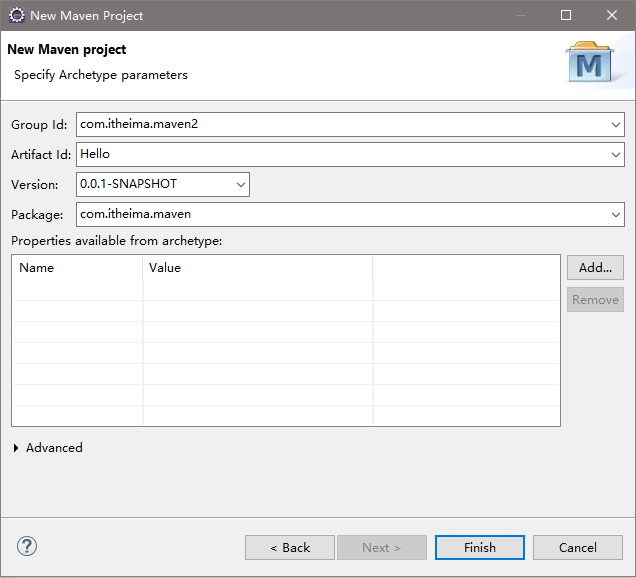 New Maven Project
New Maven project
Specify Archetype parameters
M
Group Id: com.itheima.maven2
Artifact Id: Hello
Version: 0.0.1-SNAPSHOT
Package: com.itheima.maven
Properties available from archetype:
Name Value
Add...
Remove
Advanced
? < Back Next > Finish Cancel